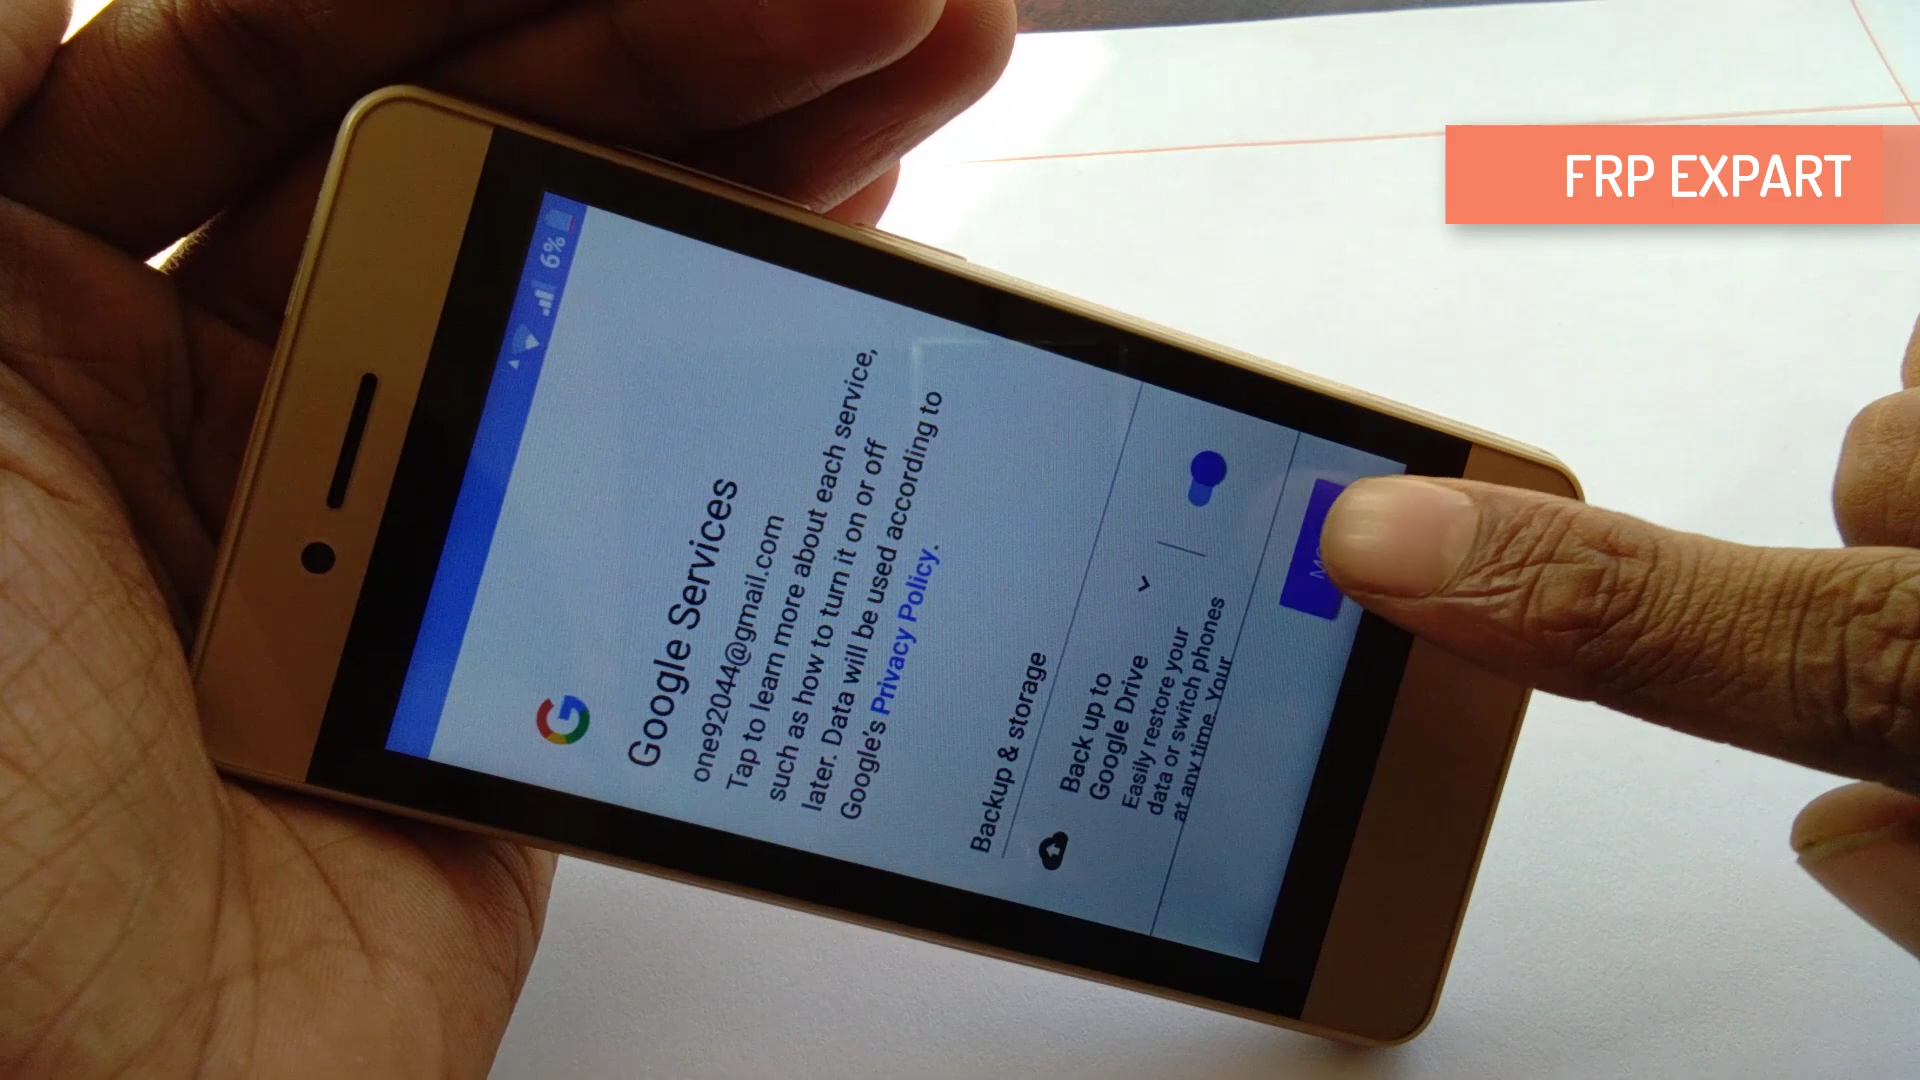 FRP EXPART
6%
Google Services
one92044@gmail.com
Tap to learn more about each service,
such as how to turn it on or off
later. Data will be used according to
Google's Privacy Policy.
Backup & storage
Back up to
Google Drive
Easily restore your
data or switch phones
at any time. Your